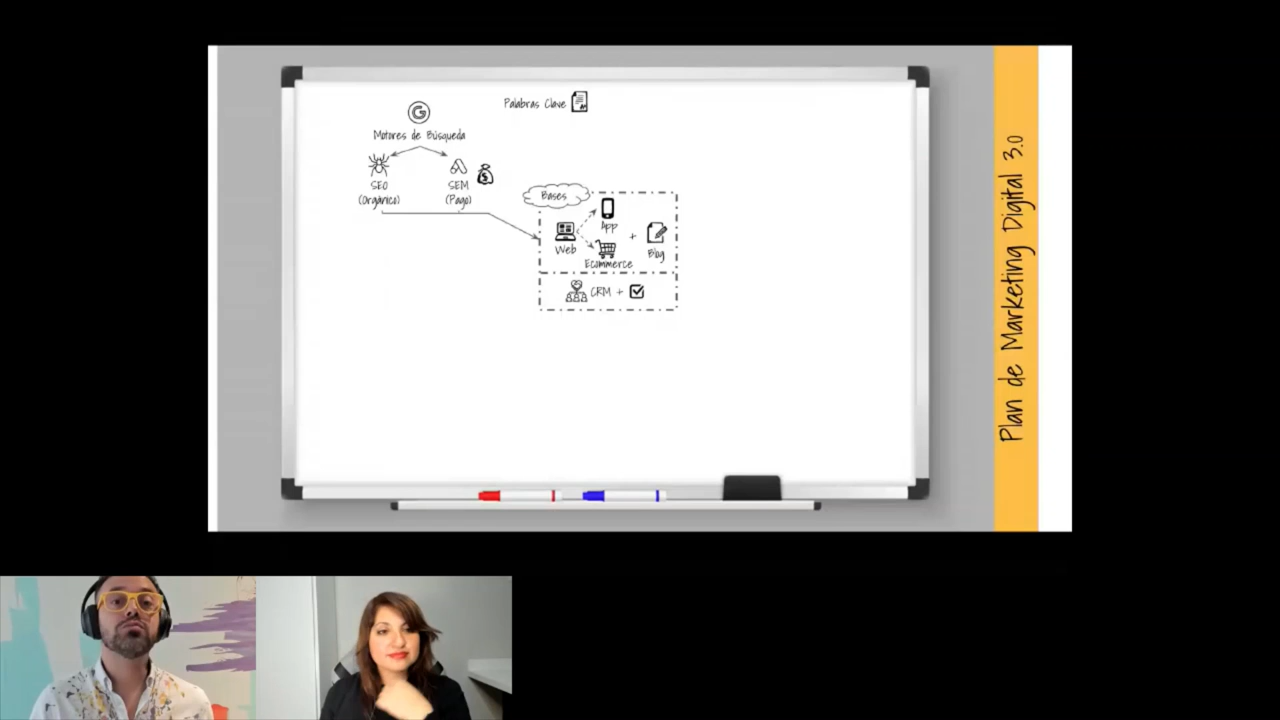 Palabras Clave
Motores de Búsqueda
SEO
(Orgánico)
SEM
(Pago)
Bases
App
Web
+
Blog
Ecommerce
CRM +
Plan de Marketing Digital 3.0